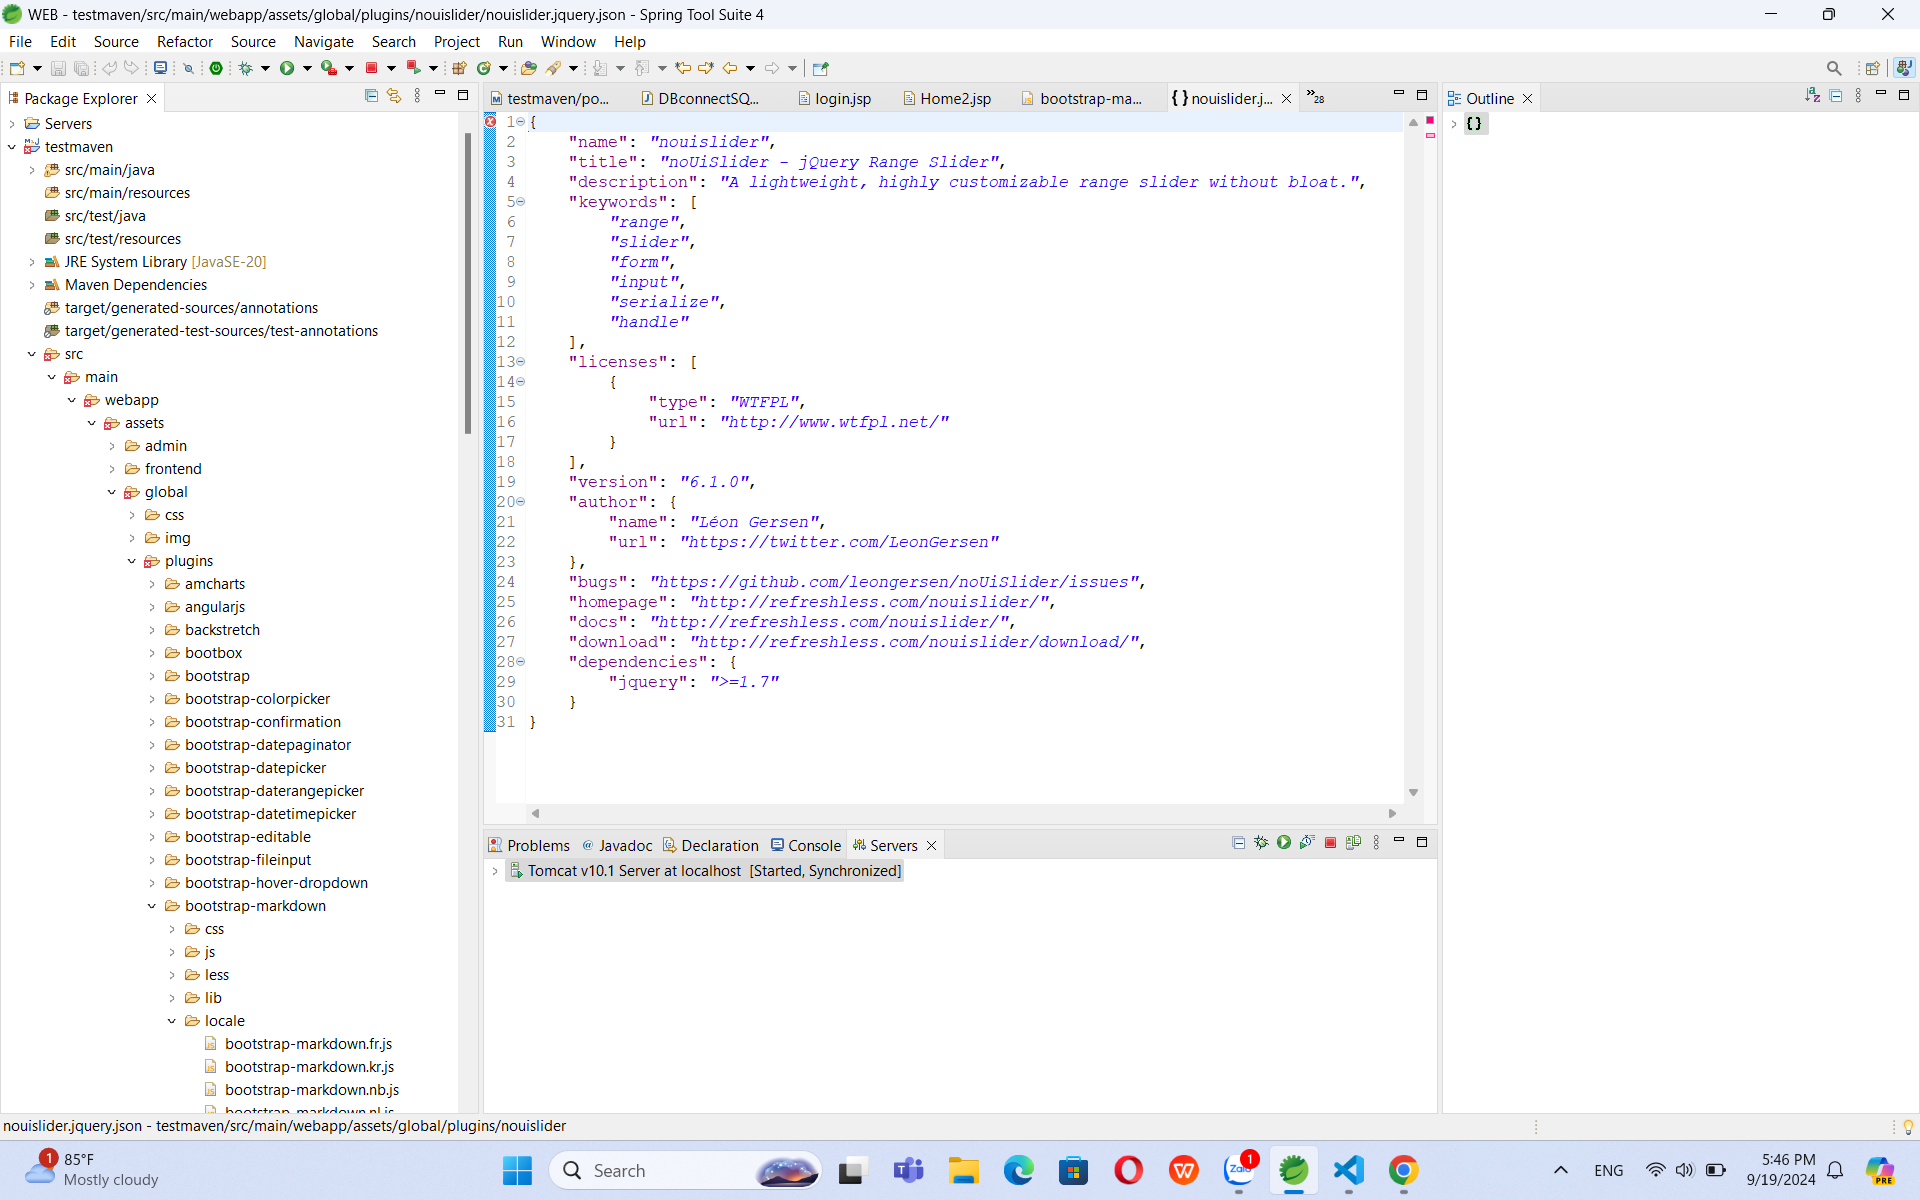 WEB - testmaven/src/main/webapp/assets/global/plugins/nouislider/nouislider.jquery.json - Spring Tool Suite 4
File Edit Source Refactor Source Navigate Search Project Run Window Help
Package Explorer
Servers
testmaven
src/main/java
src/main/resources
src/test/java
src/test/resources
JRE System Library [JavaSE-20]
Maven Dependencies
target/generated-sources/annotations
target/generated-test-sources/test-annotations
src
main
webapp
assets
admin
frontend
global
css
img
plugins
amcharts
angularjs
backstretch
bootbox
bootstrap
bootstrap-colorpicker
bootstrap-confirmation
bootstrap-datepaginator
bootstrap-datepicker
bootstrap-daterangepicker
bootstrap-datetimepicker
bootstrap-editable
bootstrap-fileinput
bootstrap-hover-dropdown
bootstrap-markdown
css
js
less
lib
locale
bootstrap-markdown.fr.js
bootstrap-markdown.kr.js
bootstrap-markdown.nb.js
bootstrap-markdown.nl.js
testmaven/po... DBconnectSQ... login.jsp Home2.jsp bootstrap-ma... {} nouislider.j... »28
1 {
2 "name": "nouislider",
3 "title": "noUiSlider - jQuery Range Slider",
4 "description": "A lightweight, highly customizable range slider without bloat.",
5 "keywords": [
6 "range",
7 "slider",
8 "form",
9 "input",
10 "serialize",
11 "handle"
12 ],
13 "licenses": [
14 {
15 "type": "WTFPL",
16 "url": "http://www.wtfpl.net/"
17 }
18 ],
19 "version": "6.1.0",
20 "author": {
21 "name": "Léon Gersen",
22 "url": "https://twitter.com/LeonGersen"
23 },
24 "bugs": "https://github.com/leongersen/noUiSlider/issues",
25 "homepage": "http://refreshless.com/nouislider/",
26 "docs": "http://refreshless.com/nouislider/",
27 "download": "http://refreshless.com/nouislider/download/",
28 "dependencies": {
29 "jquery": ">=1.7"
30 }
31 }
Outline
{}
Problems @ Javadoc Declaration Console Servers
Tomcat v10.1 Server at localhost [Started, Synchronized]
nouislider.jquery.json - testmaven/src/main/webapp/assets/global/plugins/nouislider
1
85°F
Mostly cloudy
Search
Zalo
1
ENG
5:46 PM
9/19/2024
PRE